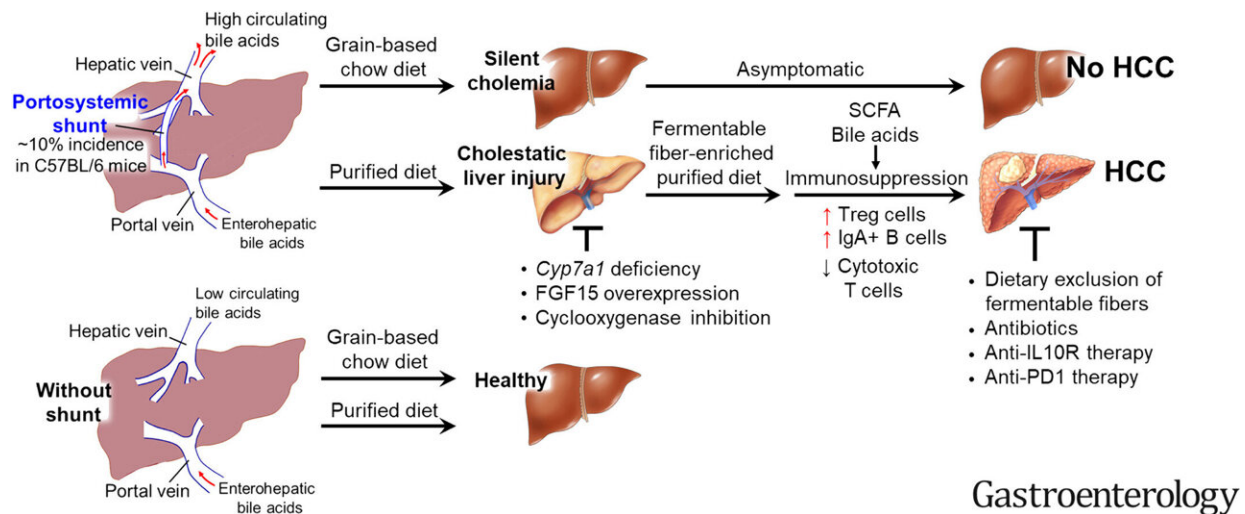 High circulating
bile acids
Hepatic vein
Portosystemic
shunt
~10% incidence
in C57BL/6 mice
Portal vein
Enterohepatic
bile acids
Grain-based
chow diet
Silent
cholemia
Asymptomatic
No HCC
Purified diet
Cholestatic
liver injury
Fermentable
fiber-enriched
purified diet
SCFA
Bile acids
Immunosuppression
↑ Treg cells
↑ IgA+ B cells
↓ Cytotoxic
T cells
HCC
• Cyp7a1 deficiency
• FGF15 overexpression
• Cyclooxygenase inhibition
• Dietary exclusion of
fermentable fibers
• Antibiotics
• Anti-IL10R therapy
• Anti-PD1 therapy
Low circulating
bile acids
Hepatic vein
Without
shunt
Portal vein
Enterohepatic
bile acids
Grain-based
chow diet
Purified diet
Healthy
Gastroenterology